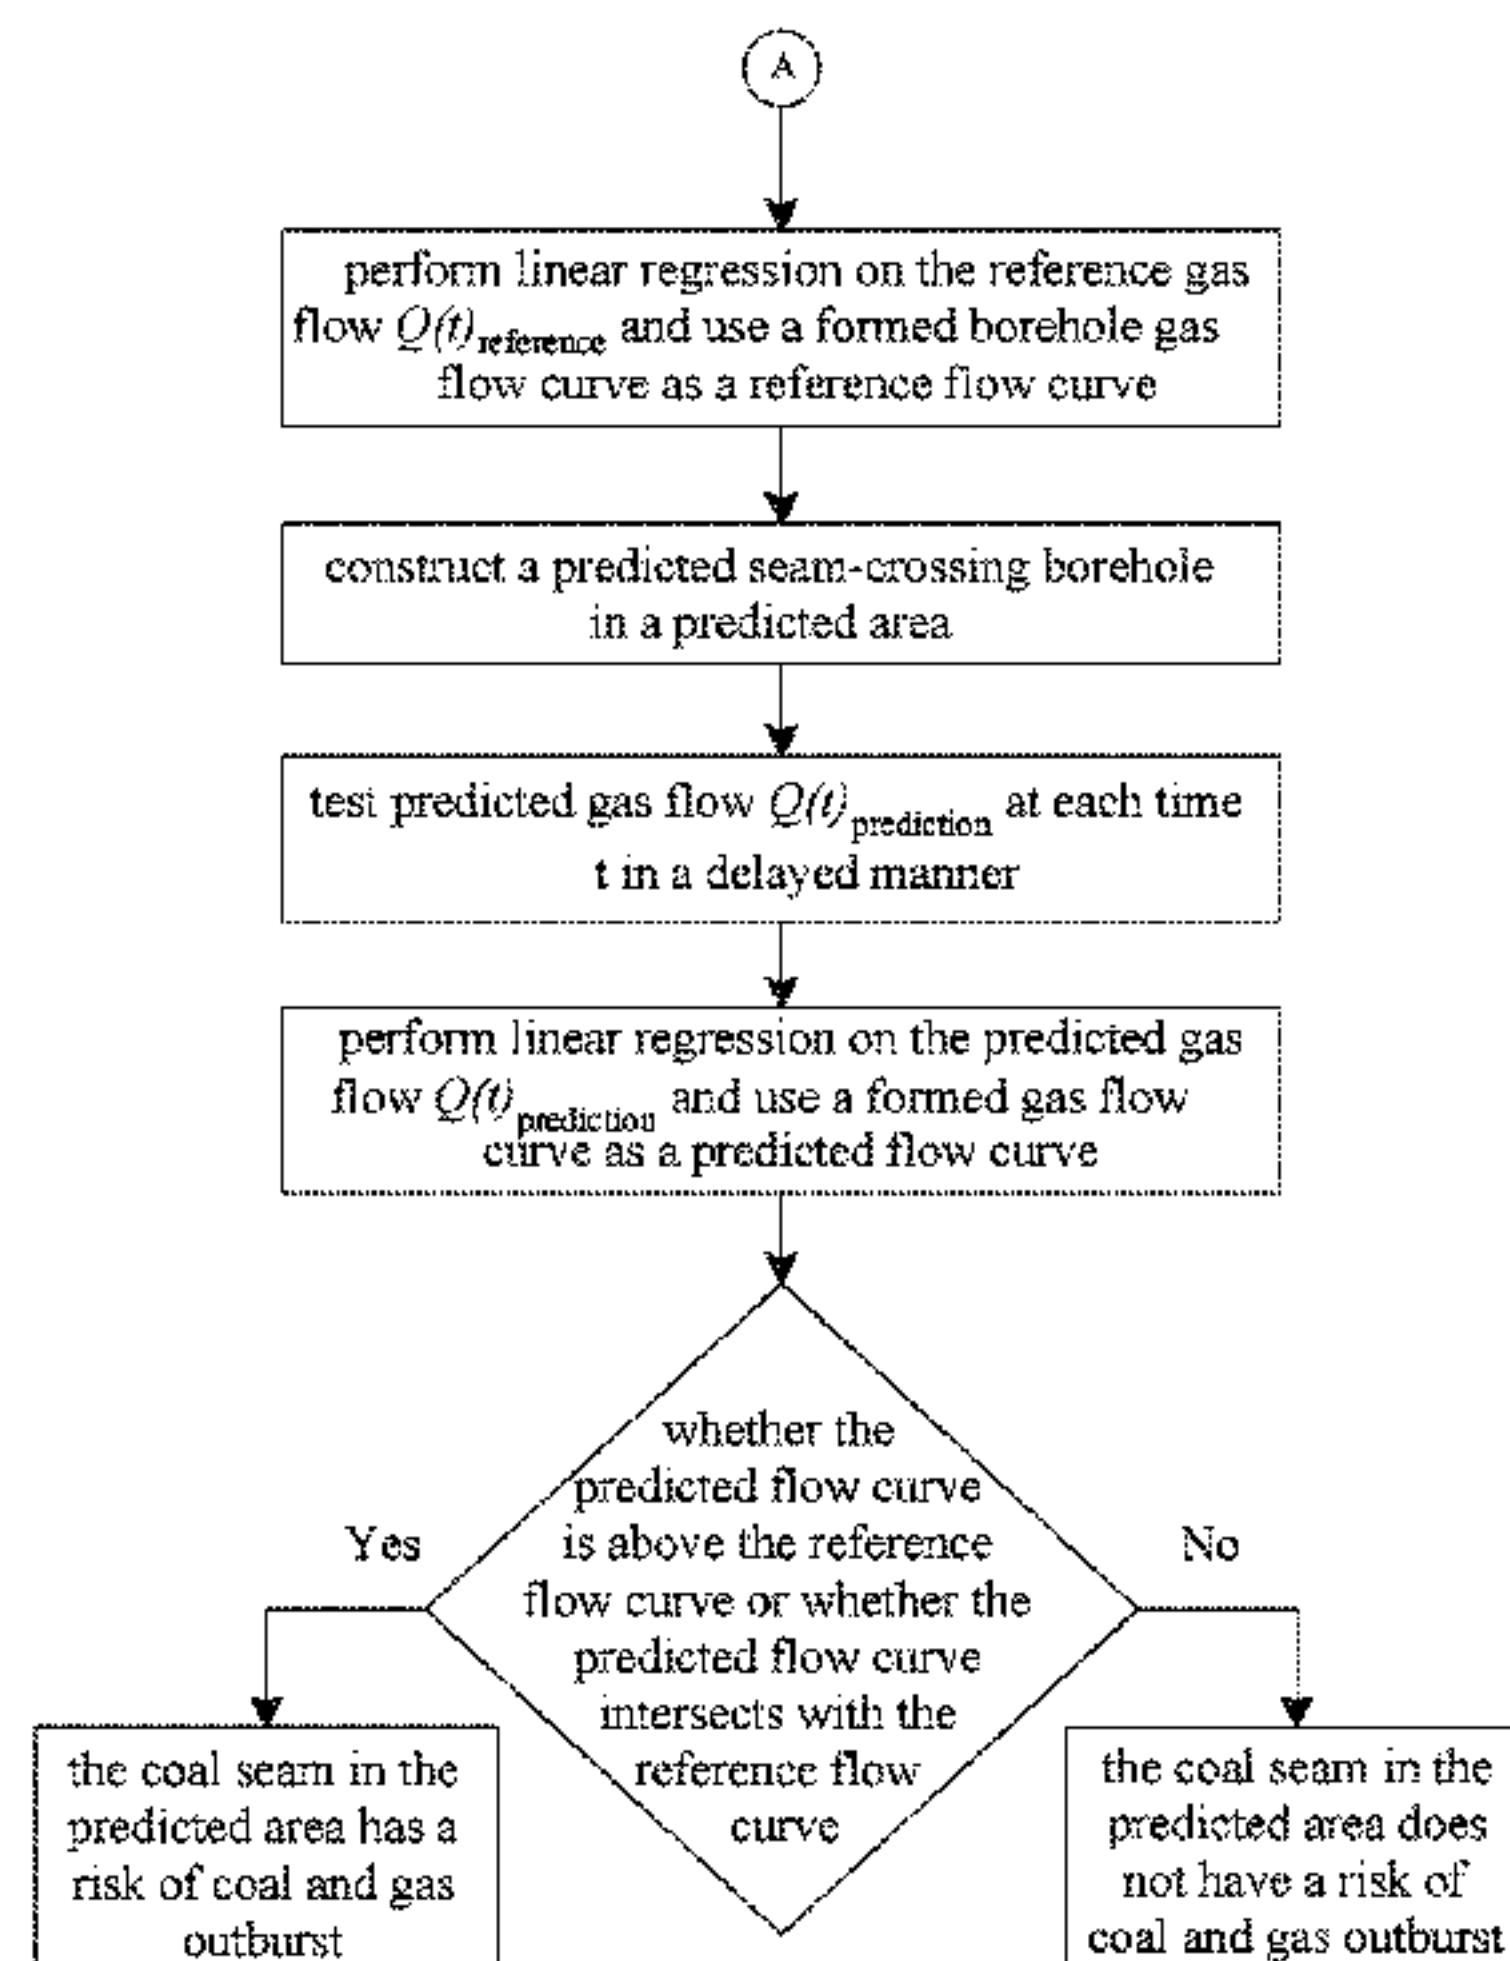 A
perform linear regression on the reference gas
flow Q(t)reference and use a formed borehole gas
flow curve as a reference flow curve
construct a predicted seam-crossing borehole
in a predicted area
test predicted gas flow Q(t)prediction at each time
t in a delayed manner
perform linear regression on the predicted gas
flow Q(t)prediction and use a formed gas flow
curve as a predicted flow curve
whether the
predicted flow curve
is above the reference
flow curve or whether the
predicted flow curve
intersects with the
reference flow
curve
Yes
No
the coal seam in the
predicted area has a
risk of coal and gas
outburst
the coal seam in the
predicted area does
not have a risk of
coal and gas outburst